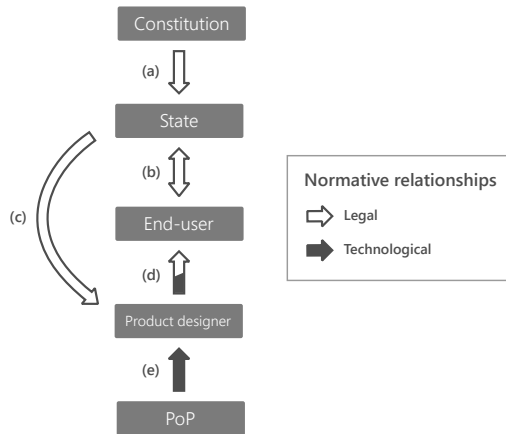 Constitution
(a)
State
(b)
(c)
End-user
(d)
Product designer
(e)
PoP
Normative relationships
Legal
Technological